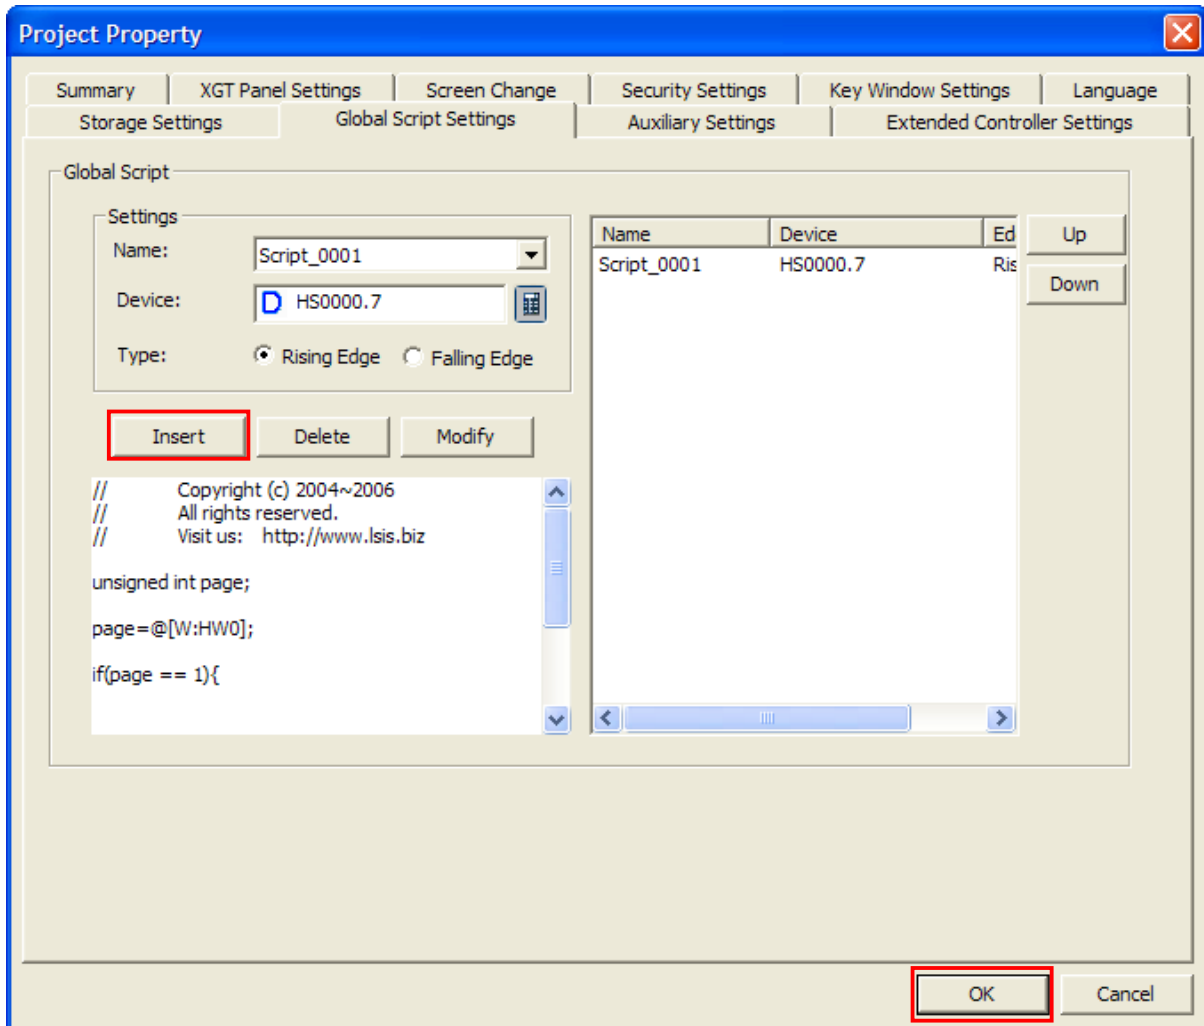 Project Property
Summary XGT Panel Settings Screen Change Security Settings Key Window Settings Language
Storage Settings Global Script Settings Auxiliary Settings Extended Controller Settings
Global Script
Settings
Name: Script_0001
Device: D HS0000.7
Type: Rising Edge Falling Edge
Insert Delete Modify
// Copyright (c) 2004~2006
// All rights reserved.
// Visit us: http://www.lsis.biz
unsigned int page;
page=@[W:HW0];
if(page == 1){
Name Device Ed
Script_0001 HS0000.7 Ris
Up
Down
OK Cancel